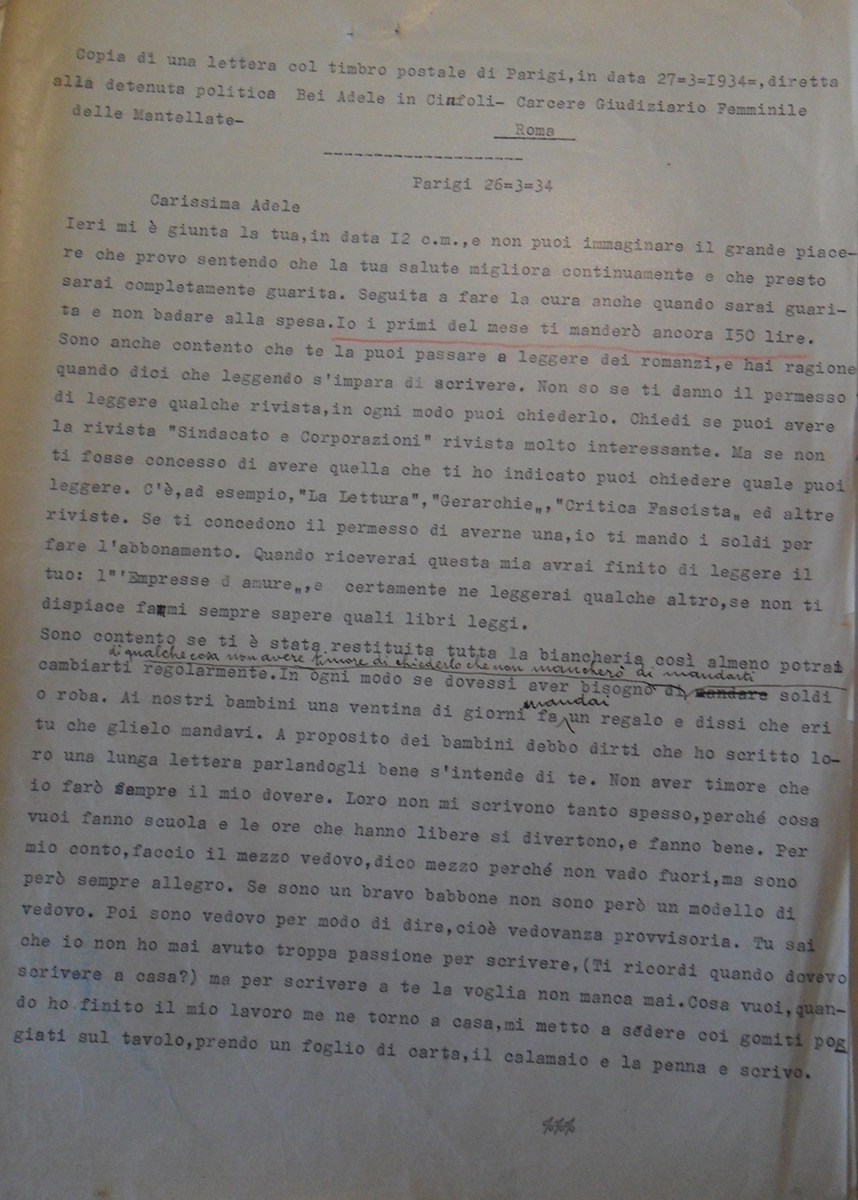 Copia di una lettera col timbro postale di Parigi,in data 27=3=I934=,diretta
alla detenuta politica Bei Adele in Ciufoli- Carcere Giudiziario Femminile
delle Mantellate- Roma
---------------------
Parigi 26=3=34
Carissima Adele
Ieri mi è giunta la tua,in data I2 c.m.,e non puoi immaginare il grande piace-
re che provo sentendo che la tua salute migliora continuamente e che presto
sarai completamente guarita. Seguita a fare la cura anche quando sarai guari-
ta e non badare alla spesa.Io i primi del mese ti manderò ancora I50 lire.
Sono anche contento che te la puoi passare a leggere dei romanzi,e hai ragione
quando dici che leggendo s'impara di scrivere. Non so se ti danno il permesso
di leggere qualche rivista,in ogni modo puoi chiederlo. Chiedi se puoi avere
la rivista "Sindacato e Corporazioni" rivista molto interessante. Ma se non
ti fosse concesso di avere quella che ti ho indicato puoi chiedere quale puoi
leggere. C'è,ad esempio,"La Lettura","Gerarchie„,"Critica Fascista„ ed altre
riviste. Se ti concedono il permesso di averne una,io ti mando i soldi per
fare l'abbonamento. Quando riceverai questa mia avrai finito di leggere il
tuo: l"'Empresse d amure„,e certamente ne leggerai qualche altro,se non ti
dispiace farmi sempre sapere quali libri leggi.
Sono contento se ti è stata restituita tutta la biancheria così almeno potrai
di qualche cosa non avere timore di chiederlo che non mancherò di mandarti
cambiarti regolarmente.In ogni modo se dovessi aver bisogno di mandare soldi
mandai
o roba. Ai nostri bambini una ventina di giorni fa un regalo e dissi che eri
tu che glielo mandavi. A proposito dei bambini debbo dirti che ho scritto lo-
ro una lunga lettera parlandogli bene s'intende di te. Non aver timore che
io farò sempre il mio dovere. Loro non mi scrivono tanto spesso,perché cosa
vuoi fanno scuola e le ore che hanno libere si divertono,e fanno bene. Per
mio conto,faccio il mezzo vedovo,dico mezzo perché non vado fuori,ma sono
però sempre allegro. Se sono un bravo babbone non sono però un modello di
vedovo. Poi sono vedovo per modo di dire,cioè vedovanza provvisoria. Tu sai
che io non ho mai avuto troppa passione per scrivere,(Ti ricordi quando dovevo
scrivere a casa?) ma per scrivere a te la voglia non manca mai.Cosa vuoi,quan-
do ho finito il mio lavoro me ne torno a casa,mi metto a sedere coi gomiti pog
giati sul tavolo,prendo un foglio di carta,il calamaio e la penna e scrivo.
%%%